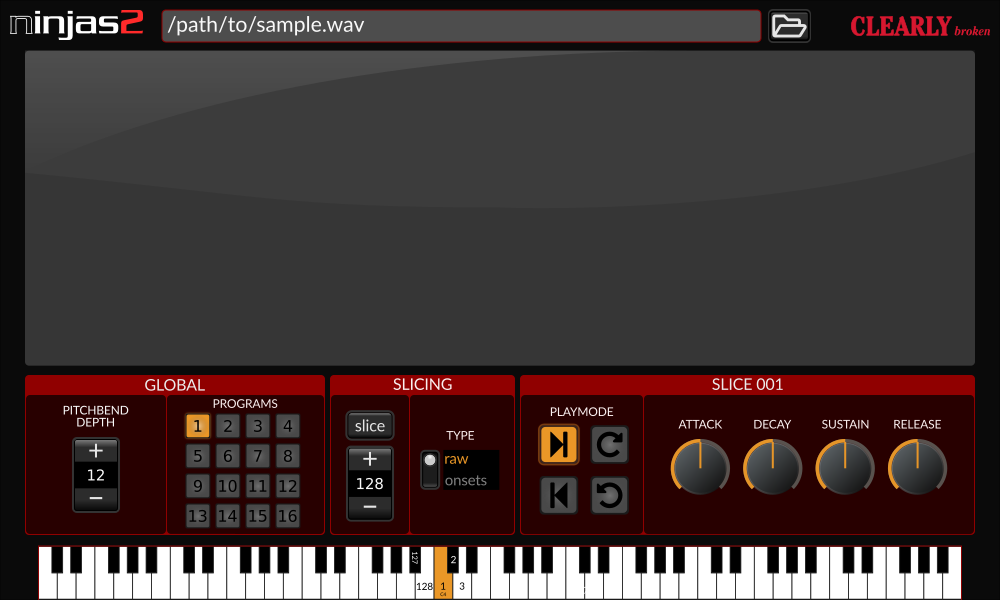 ninjas2
/path/to/sample.wav
CLEARLY broken
GLOBAL
PITCHBEND
DEPTH
+
12
−
PROGRAMS
1 2 3 4
5 6 7 8
9 10 11 12
13 14 15 16
SLICING
slice
+
128
−
TYPE
raw
onsets
SLICE 001
PLAYMODE
ATTACK DECAY SUSTAIN RELEASE
127 2
128 1 3
C4